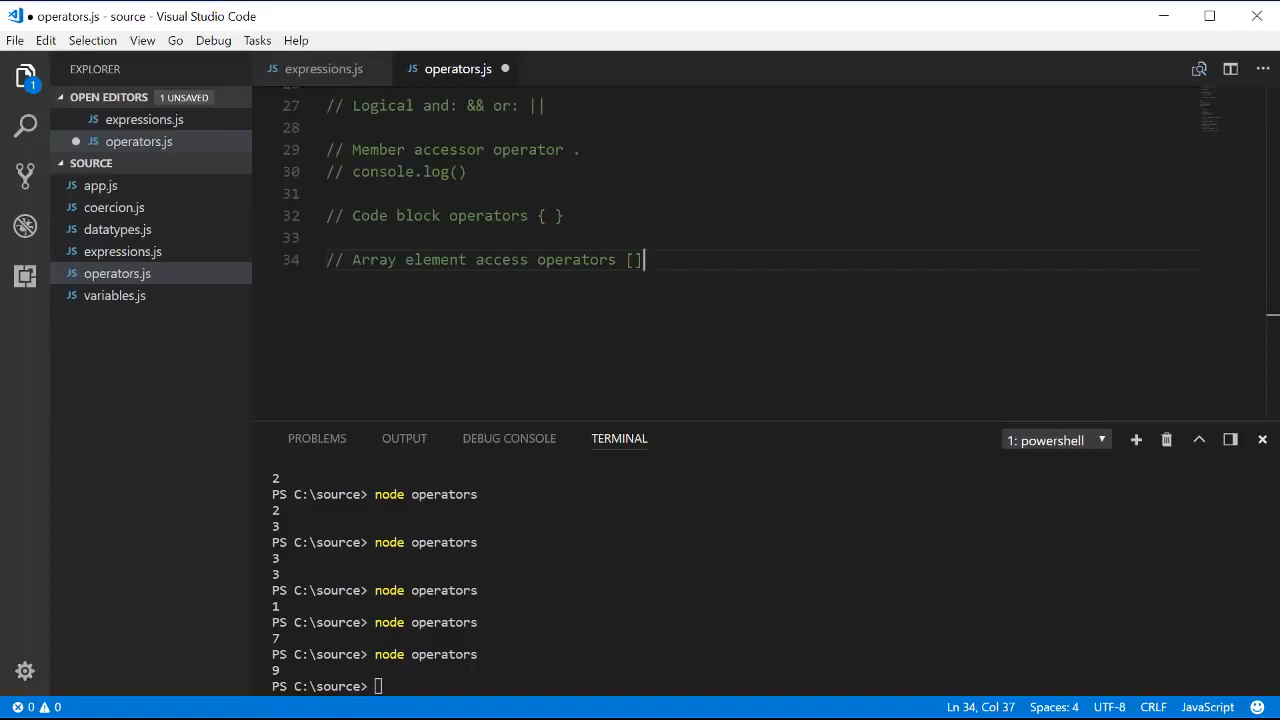 operators.js - source - Visual Studio Code
File Edit Selection View Go Debug Tasks Help
EXPLORER
expressions.js operators.js
OPEN EDITORS 1 UNSAVED
JS expressions.js
JS operators.js
SOURCE
JS app.js
JS coercion.js
JS datatypes.js
JS expressions.js
JS operators.js
JS variables.js
1
27 // Logical and: && or: ||
28
29 // Member accessor operator .
30 // console.log()
31
32 // Code block operators { }
33
34 // Array element access operators []
PROBLEMS OUTPUT DEBUG CONSOLE TERMINAL 1: powershell
2
PS C:\source> node operators
2
3
PS C:\source> node operators
3
3
PS C:\source> node operators
1
PS C:\source> node operators
7
PS C:\source> node operators
9
PS C:\source>
0 0 Ln 34, Col 37 Spaces: 4 UTF-8 CRLF JavaScript